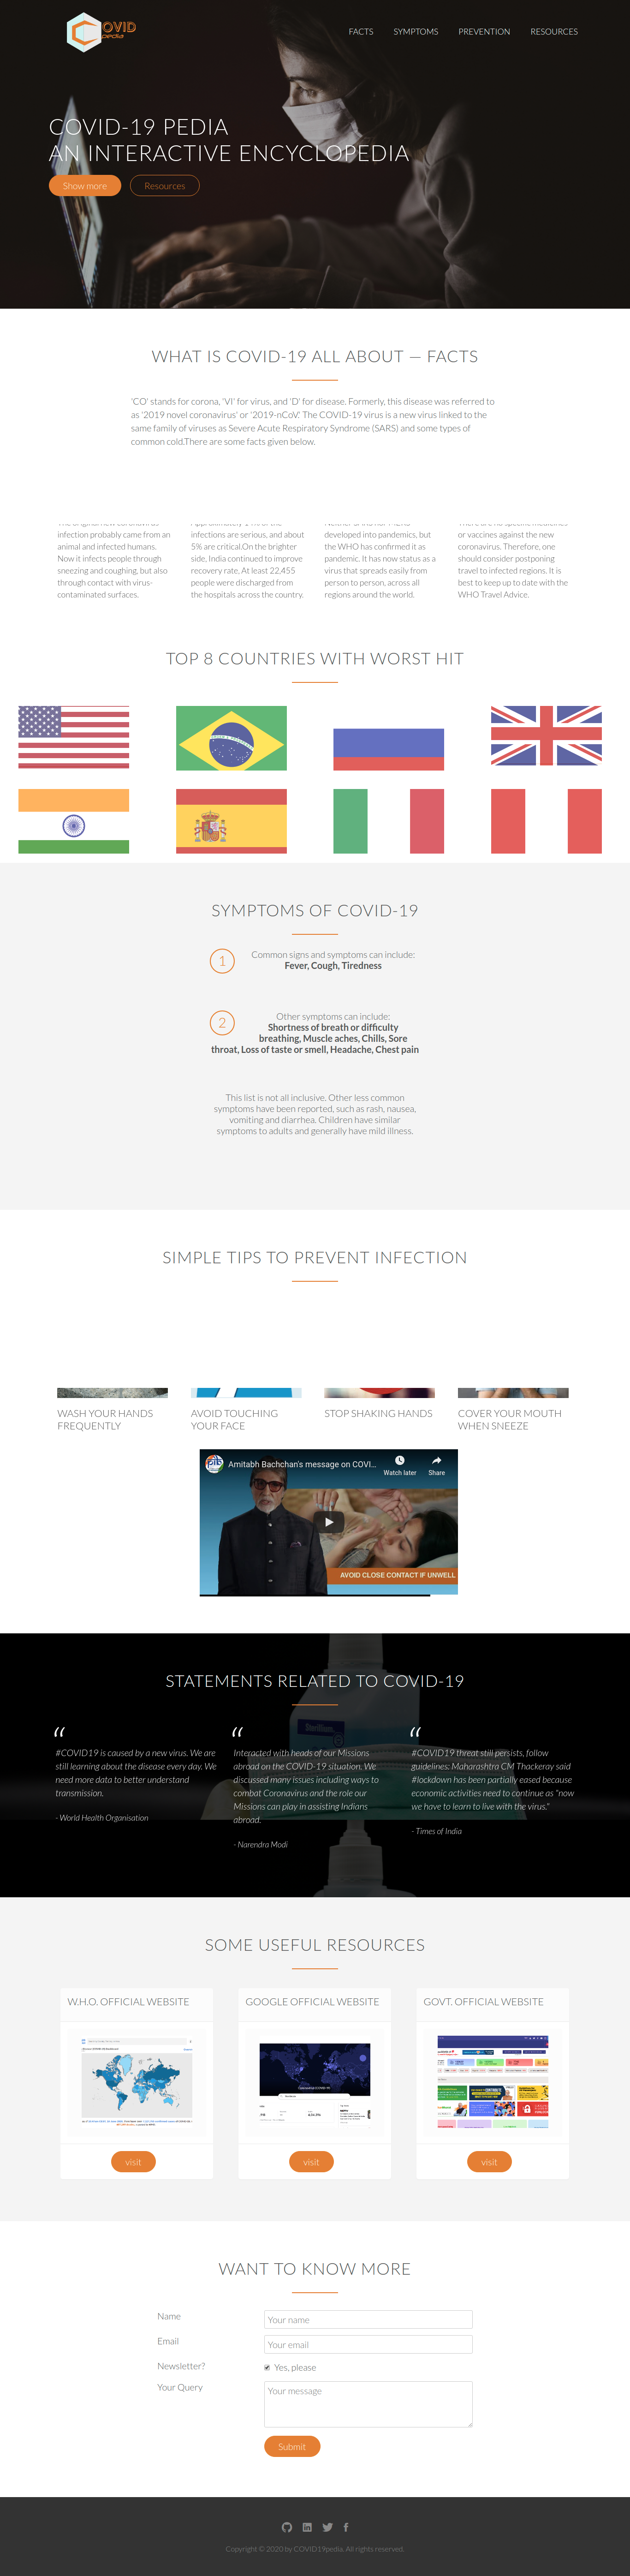 OVID
pedia
FACTS SYMPTOMS PREVENTION RESOURCES
COVID-19 PEDIA
AN INTERACTIVE ENCYCLOPEDIA
Show more Resources
WHAT IS COVID-19 ALL ABOUT — FACTS
'CO' stands for corona, 'VI' for virus, and 'D' for disease. Formerly, this disease was referred to
as '2019 novel coronavirus' or '2019-nCoV.' The COVID-19 virus is a new virus linked to the
same family of viruses as Severe Acute Respiratory Syndrome (SARS) and some types of
common cold.There are some facts given below.
infection probably came from an
animal and infected humans.
Now it infects people through
sneezing and coughing, but also
through contact with virus-
contaminated surfaces.
infections are serious, and about
5% are critical.On the brighter
side, India continued to improve
recovery rate. At least 22,455
people were discharged from
the hospitals across the country.
developed into pandemics, but
the WHO has confirmed it as
pandemic. It has now status as a
virus that spreads easily from
person to person, across all
regions around the world.
or vaccines against the new
coronavirus. Therefore, one
should consider postponing
travel to infected regions. It is
best to keep up to date with the
WHO Travel Advice.
TOP 8 COUNTRIES WITH WORST HIT
SYMPTOMS OF COVID-19
1
Common signs and symptoms can include:
Fever, Cough, Tiredness
2
Other symptoms can include:
Shortness of breath or difficulty
breathing, Muscle aches, Chills, Sore
throat, Loss of taste or smell, Headache, Chest pain
This list is not all inclusive. Other less common
symptoms have been reported, such as rash, nausea,
vomiting and diarrhea. Children have similar
symptoms to adults and generally have mild illness.
SIMPLE TIPS TO PREVENT INFECTION
WASH YOUR HANDS
FREQUENTLY
AVOID TOUCHING
YOUR FACE
STOP SHAKING HANDS
COVER YOUR MOUTH
WHEN SNEEZE
Amitabh Bachchan's message on COVI...
Watch later Share
AVOID CLOSE CONTACT IF UNWELL
STATEMENTS RELATED TO COVID-19
“
#COVID19 is caused by a new virus. We are
still learning about the disease every day. We
need more data to better understand
transmission.
- World Health Organisation
“
Interacted with heads of our Missions
abroad on the COVID-19 situation. We
discussed many issues including ways to
combat Coronavirus and the role our
Missions can play in assisting Indians
abroad.
- Narendra Modi
“
#COVID19 threat still persists, follow
guidelines: Maharashtra CM Thackeray said
#lockdown has been partially eased because
economic activities need to continue as "now
we have to learn to live with the virus."
- Times of India
SOME USEFUL RESOURCES
W.H.O. OFFICIAL WEBSITE
visit
GOOGLE OFFICIAL WEBSITE
visit
GOVT. OFFICIAL WEBSITE
visit
WANT TO KNOW MORE
Name Your name
Email Your email
Newsletter? Yes, please
Your Query Your message
Submit
Copyright © 2020 by COVID19pedia. All rights reserved.